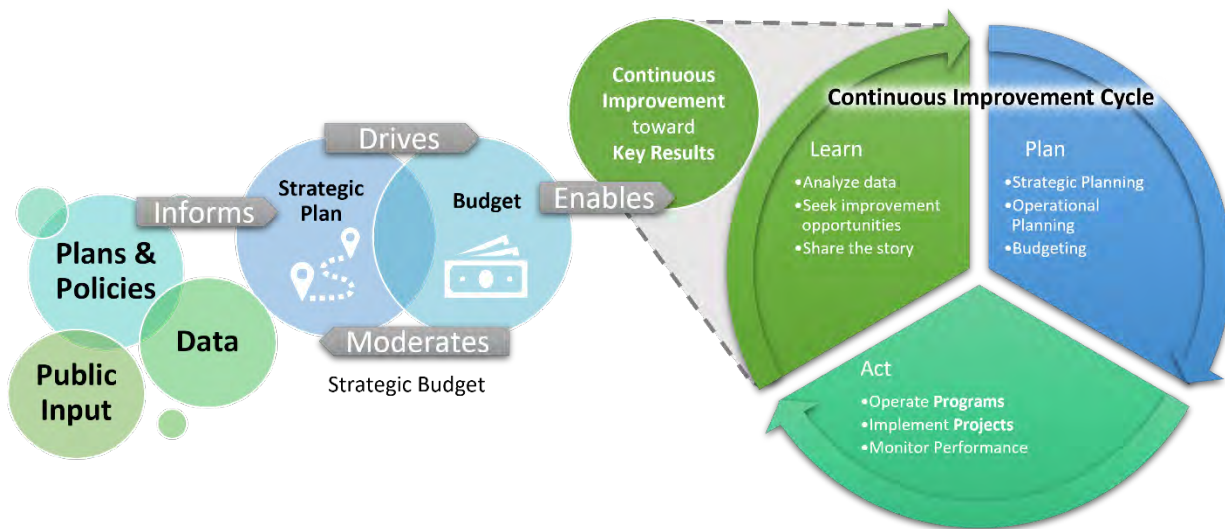 Plans &
Policies
Data
Public
Input
Informs
Drives
Strategic
Plan
Budget
Moderates
Strategic Budget
Enables
Continuous
Improvement
toward
Key Results
Continuous Improvement Cycle
Learn
•Analyze data
•Seek improvement
opportunities
•Share the story
Plan
•Strategic Planning
•Operational
Planning
•Budgeting
Act
•Operate Programs
•Implement Projects
•Monitor Performance